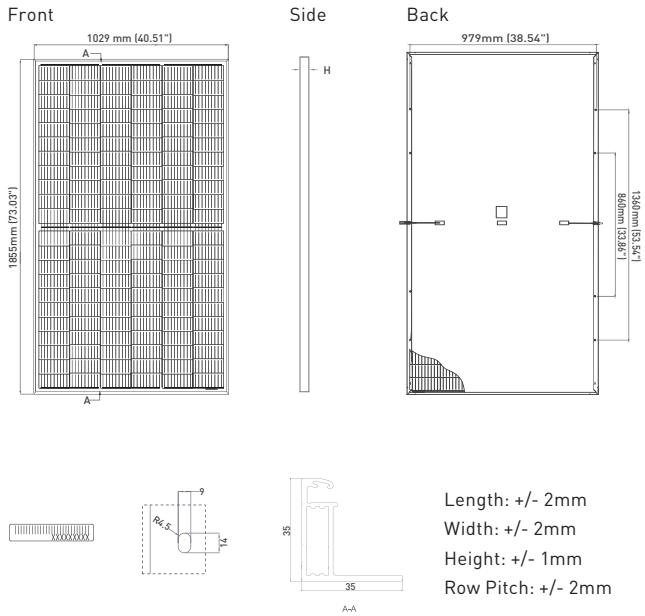 Front
Side
Back
1029 mm (40.51")
979mm (38.54")
A
H
1855mm (73.03")
1360mm (53.54")
860mm (33.86")
A
9
R4.5
14
35
35
A-A
Length: +/- 2mm
Width: +/- 2mm
Height: +/- 1mm
Row Pitch: +/- 2mm